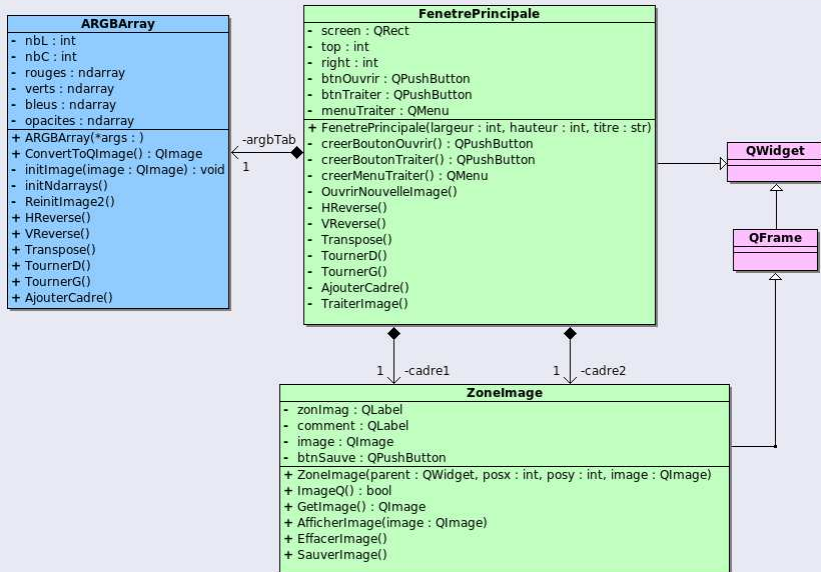 ARGBArray
- nbL : int
- nbC : int
- rouges : ndarray
- verts : ndarray
- bleus : ndarray
- opacites : ndarray
+ ARGBArray(*args : )
+ ConvertToQImage() : QImage
- initImage(image : QImage) : void
- initNdarrays()
- ReinitImage2()
+ HReverse()
+ VReverse()
+ Transpose()
+ TournerD()
+ TournerG()
+ AjouterCadre()
-argbTab
1
FenetrePrincipale
- screen : QRect
- top : int
- right : int
- btnOuvrir : QPushButton
- btnTraiter : QPushButton
- menuTraiter : QMenu
+ FenetrePrincipale(largeur : int, hauteur : int, titre : str)
- creerBoutonOuvrir() : QPushButton
- creerBoutonTraiter() : QPushButton
- creerMenuTraiter() : QMenu
- OuvrirNouvelleImage()
- HReverse()
- VReverse()
- Transpose()
- TournerD()
- TournerG()
- AjouterCadre()
- TraiterImage()
QWidget
QFrame
1 -cadre1
1 -cadre2
ZoneImage
- zonImag : QLabel
- comment : QLabel
- image : QImage
- btnSauve : QPushButton
+ ZoneImage(parent : QWidget, posx : int, posy : int, image : QImage)
+ ImageQ() : bool
+ GetImage() : QImage
+ AfficherImage(image : QImage)
+ EffacerImage()
+ SauverImage()